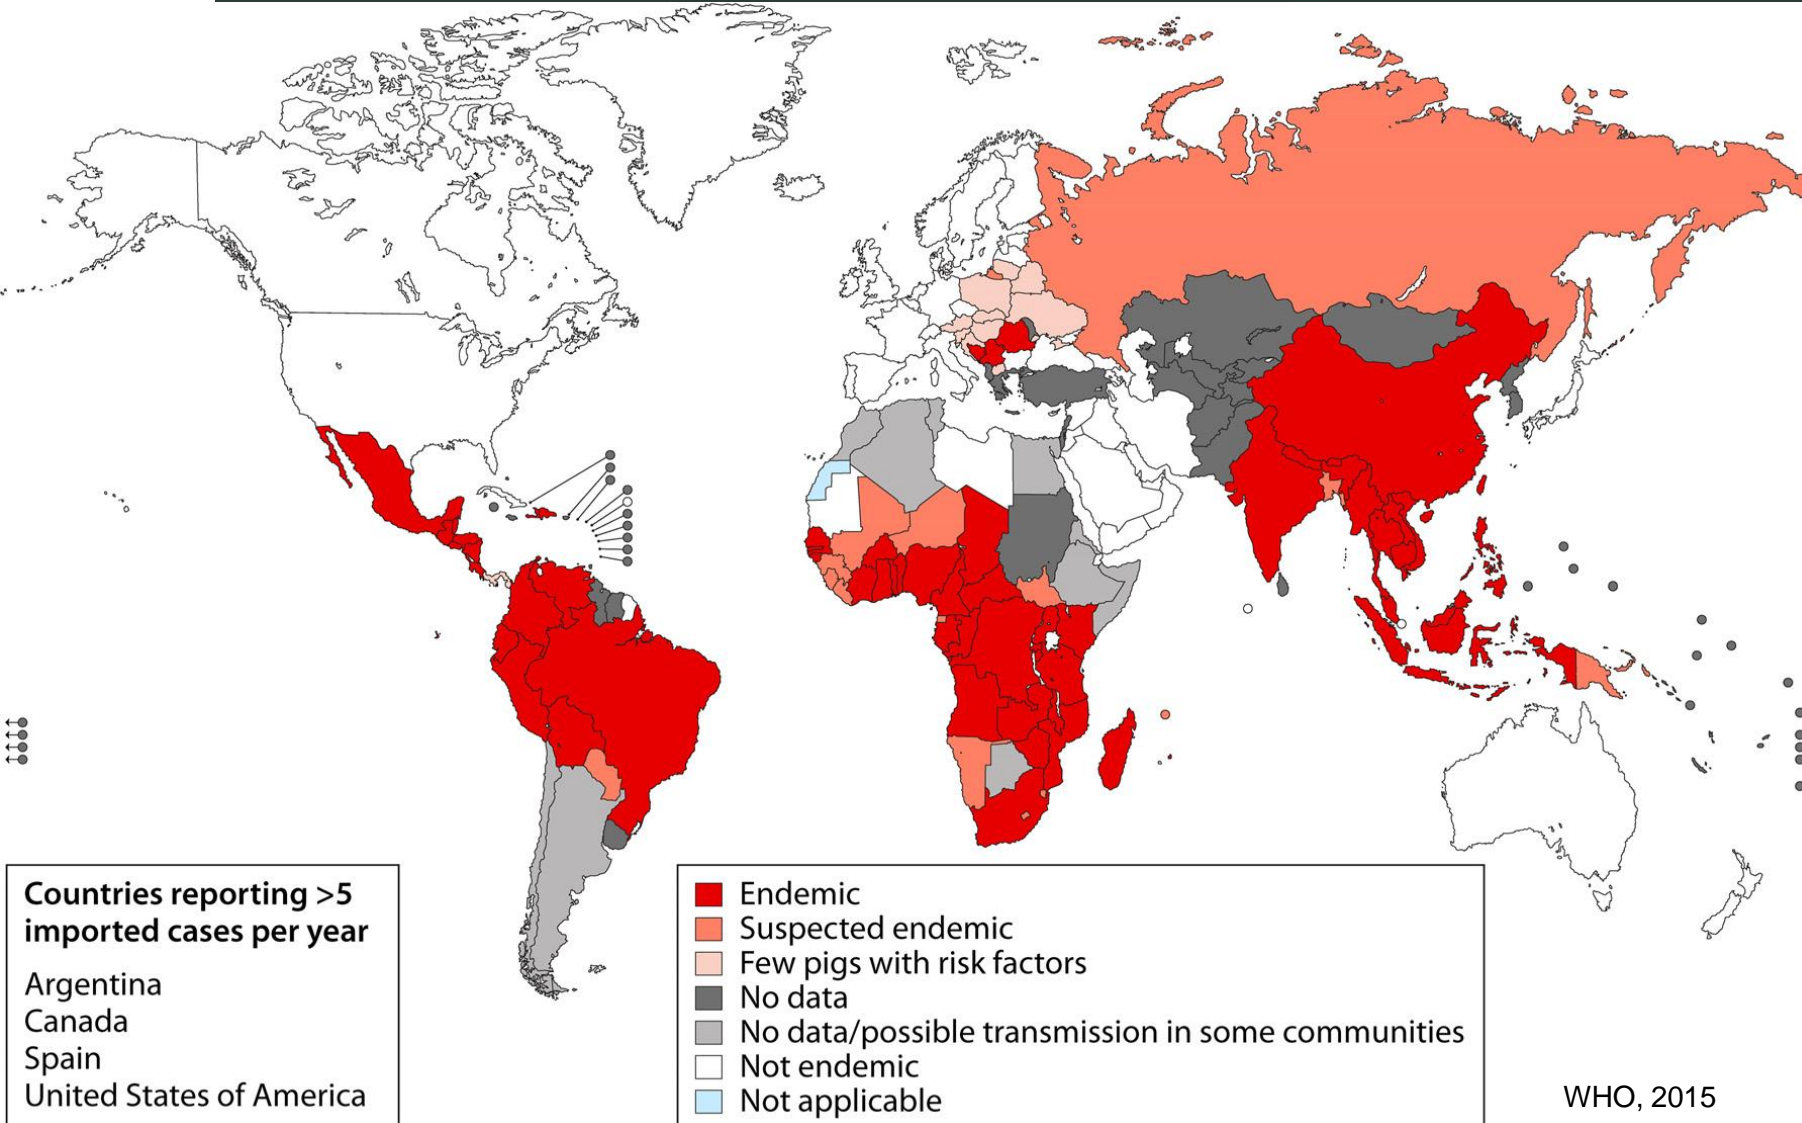 Countries reporting >5
imported cases per year
Argentina
Canada
Spain
United States of America
Endemic
Suspected endemic
Few pigs with risk factors
No data
No data/possible transmission in some communities
Not endemic
Not applicable
WHO, 2015